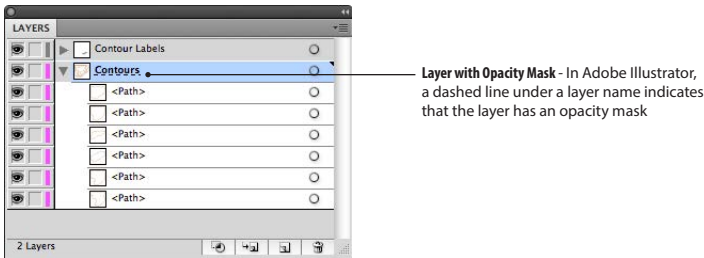 LAYERS
Contour Labels
Contours
<Path>
<Path>
<Path>
<Path>
<Path>
<Path>
2 Layers
Layer with Opacity Mask - In Adobe Illustrator,
a dashed line under a layer name indicates
that the layer has an opacity mask